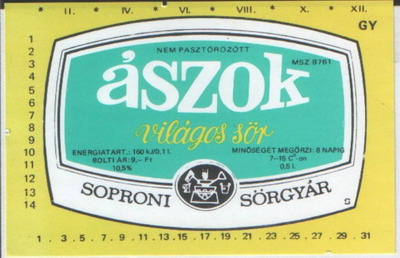 * II. * IV. * VI. * VIII. * X. * XII.
GY
1
2
3
4
5
6
7
8
9
10
11
12
13
14
NEM PASZTŐRÖZÖTT
MSZ 8761
ászok
világos sör
ENERGIATART.: 160 kJ/0,1 l.
BOLTI ÁR: 9,– Ft
10,5%
MINŐSÉGET MEGŐRZI: 8 NAPIG
7–15 C°-on
0,5 l.
SOPRONI SÖRGYÁR
S
1 . 3 . 5 . 7 . 9 . 11 . 13 . 15 . 17 . 19 . 21 . 23 . 25 . 27 . 29 . 31